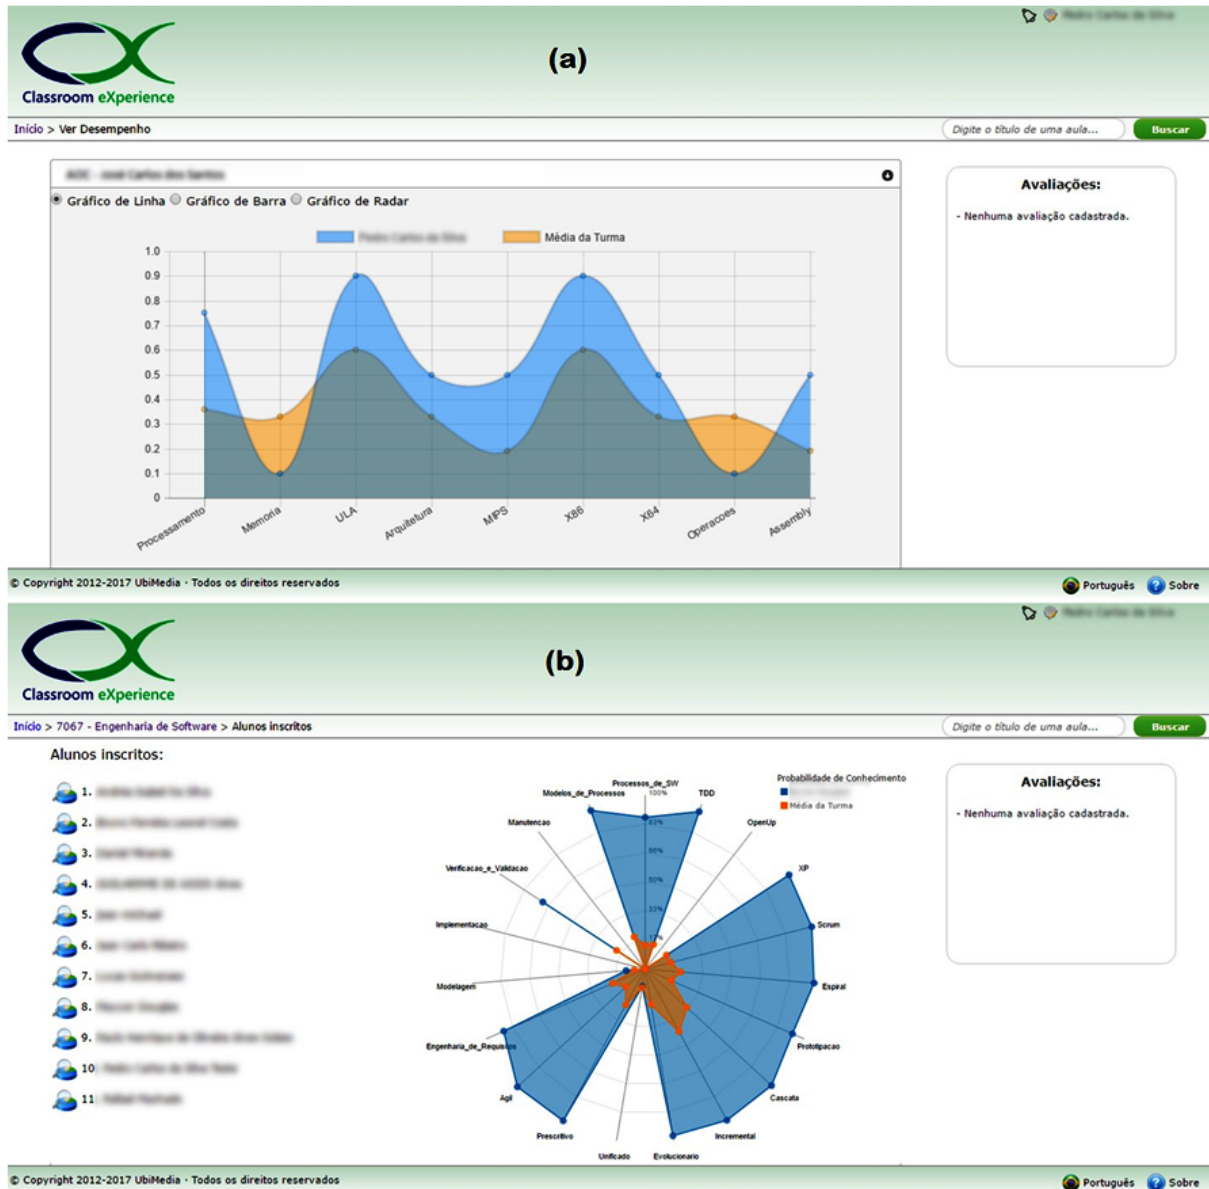 (a)
Classroom eXperience
Início > Ver Desempenho
Digite o título de uma aula...
Buscar
Gráfico de Linha Gráfico de Barra Gráfico de Radar
Média da Turma
1.0
0.9
0.8
0.7
0.6
0.5
0.4
0.3
0.2
0.1
0
Processamento
Memoria
ULA
Arquitetura
MIPS
X86
X64
Operacoes
Assembly
Avaliações:
- Nenhuma avaliação cadastrada.
© Copyright 2012-2017 UbiMedia · Todos os direitos reservados
Português
Sobre
(b)
Classroom eXperience
Início > 7067 - Engenharia de Software > Alunos inscritos
Digite o título de uma aula...
Buscar
Alunos inscritos:
1.
2.
3.
4.
5.
6.
7.
8.
9.
10
11
Probabilidade de Conhecimento
Média da Turma
Processos_de_SW
TDD
OpenUp
XP
Scrum
Espiral
Prototipacao
Cascata
Incremental
Evolucionario
Unificado
Prescritivo
Agil
Engenharia_de_Requisitos
Modelagem
Implementacao
Verificacao_e_Validacao
Manutencao
Modelos_de_Processos
100%
83%
66%
50%
33%
17%
Avaliações:
- Nenhuma avaliação cadastrada.
© Copyright 2012-2017 UbiMedia · Todos os direitos reservados
Português
Sobre